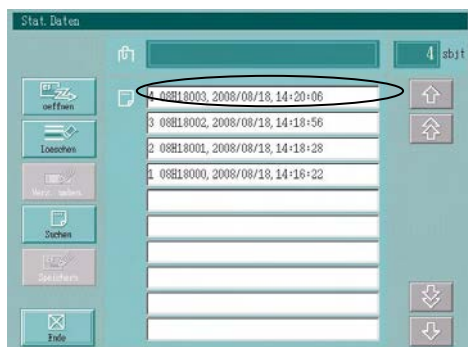 Stat. Daten
4 sbjt
oeffnen
4 08H18003, 2008/08/18, 14:20:06
3 08H18002, 2008/08/18, 14:18:56
Loeschen
2 08H18001, 2008/08/18, 14:18:28
1 08H18000, 2008/08/18, 14:16:22
Suchen
Speichern
Ende